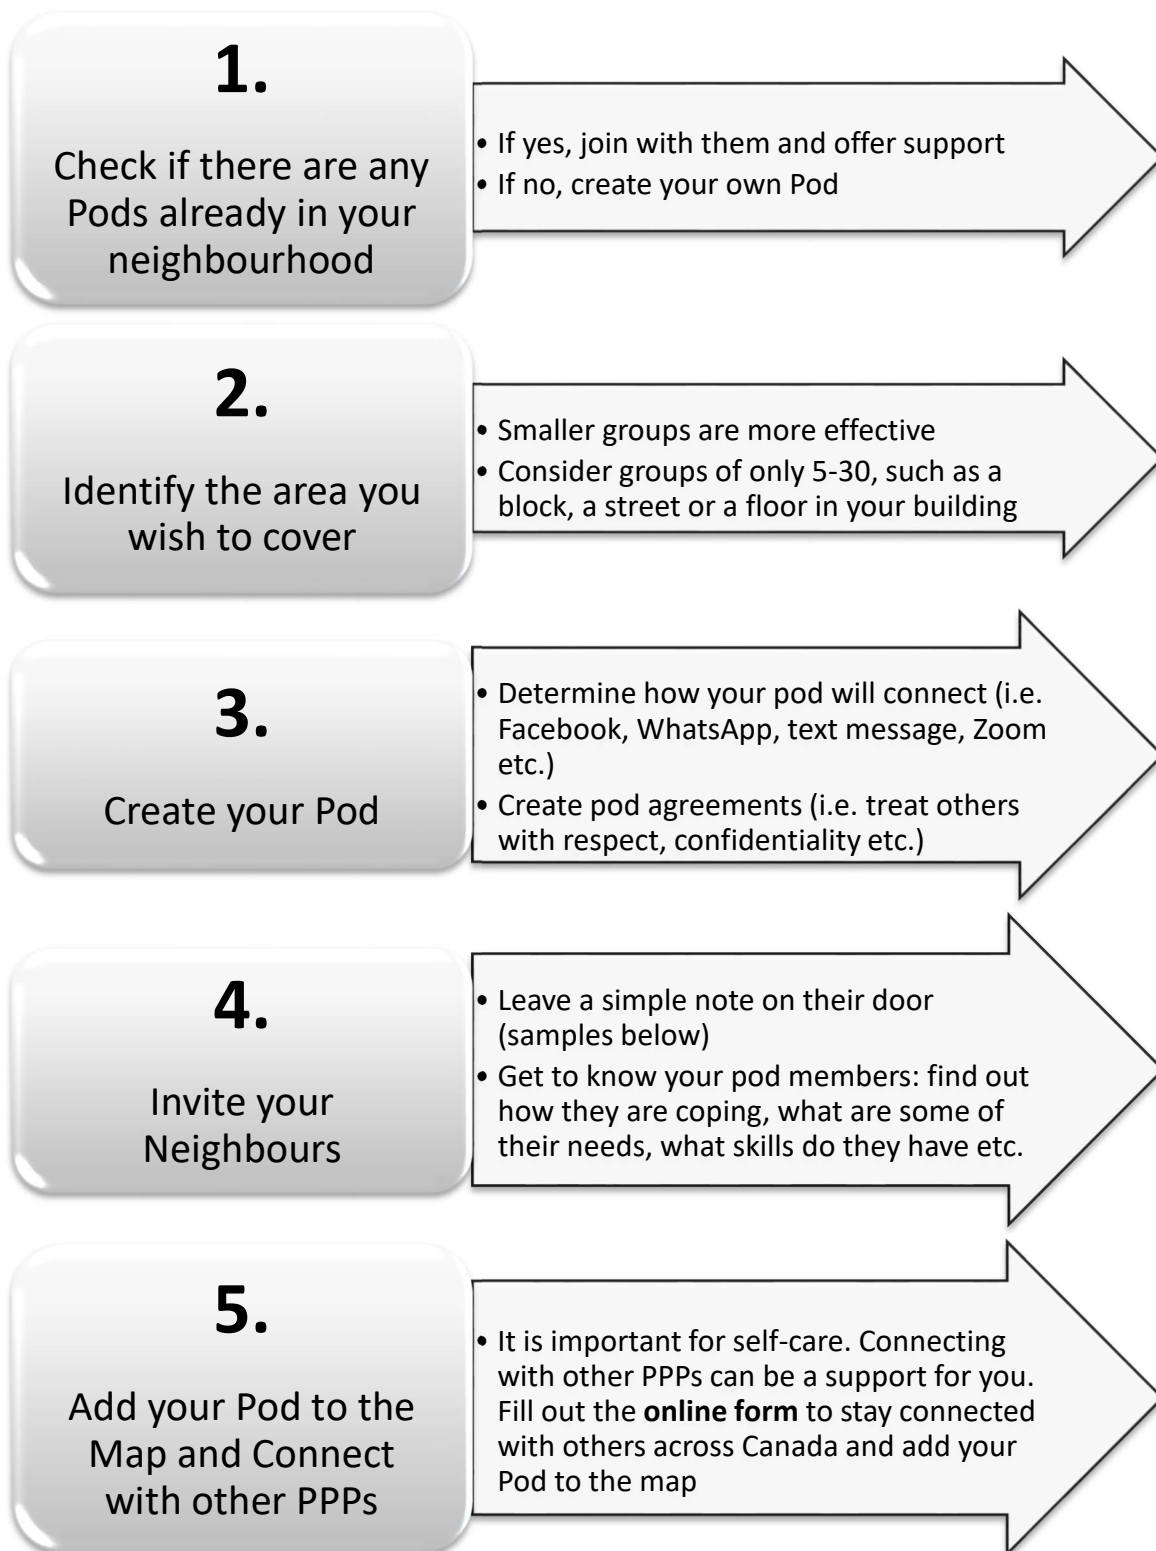 1.
Check if there are any
Pods already in your
neighbourhood
• If yes, join with them and offer support
• If no, create your own Pod
2.
Identify the area you
wish to cover
• Smaller groups are more effective
• Consider groups of only 5-30, such as a
block, a street or a floor in your building
3.
Create your Pod
• Determine how your pod will connect (i.e.
Facebook, WhatsApp, text message, Zoom
etc.)
• Create pod agreements (i.e. treat others
with respect, confidentiality etc.)
4.
Invite your
Neighbours
• Leave a simple note on their door
(samples below)
• Get to know your pod members: find out
how they are coping, what are some of
their needs, what skills do they have etc.
5.
Add your Pod to the
Map and Connect
with other PPPs
• It is important for self-care. Connecting
with other PPPs can be a support for you.
Fill out the online form to stay connected
with others across Canada and add your
Pod to the map